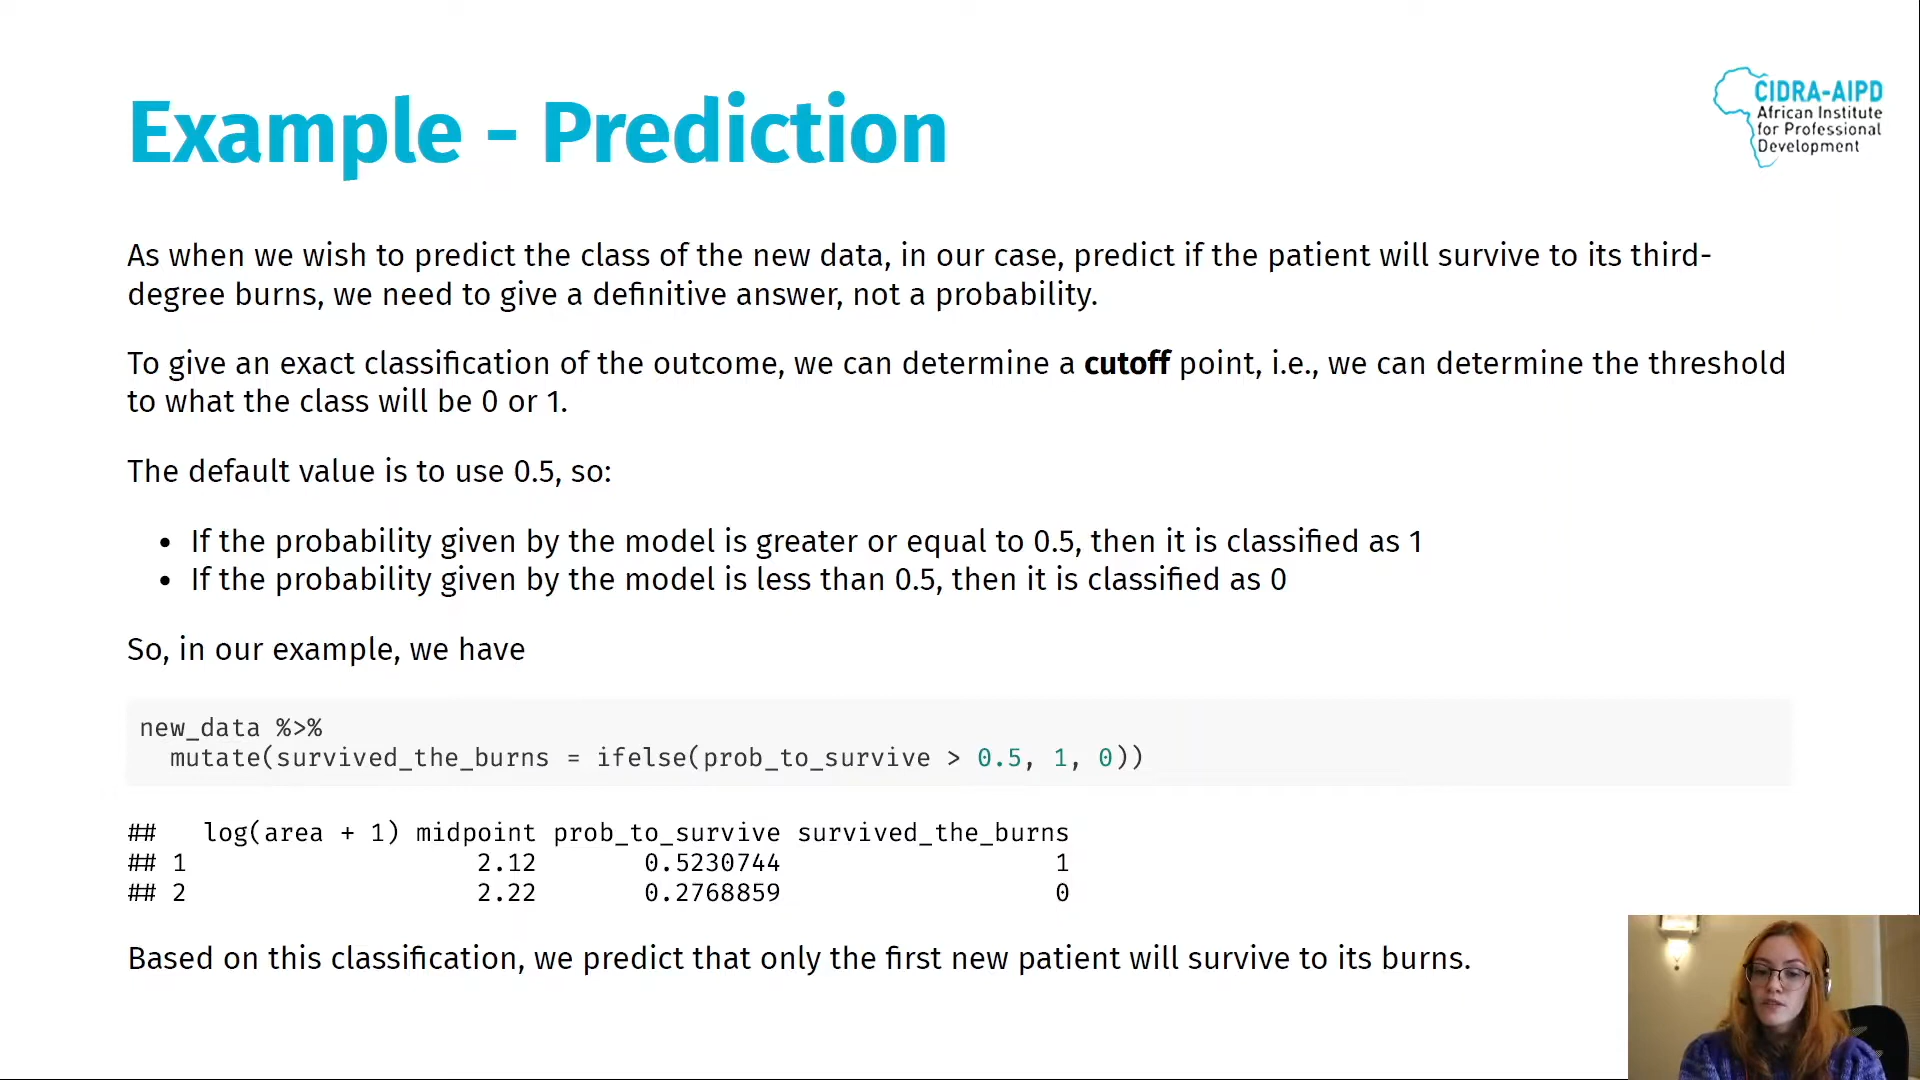 Example - Prediction
CIDRA-AIPD
African Institute
for Professional
Development
As when we wish to predict the class of the new data, in our case, predict if the patient will survive to its third-
degree burns, we need to give a definitive answer, not a probability.
To give an exact classification of the outcome, we can determine a cutoff point, i.e., we can determine the threshold
to what the class will be 0 or 1.
The default value is to use 0.5, so:
• If the probability given by the model is greater or equal to 0.5, then it is classified as 1
• If the probability given by the model is less than 0.5, then it is classified as 0
So, in our example, we have
new_data %>%
  mutate(survived_the_burns = ifelse(prob_to_survive > 0.5, 1, 0))
##   log(area + 1) midpoint prob_to_survive survived_the_burns
## 1                   2.12       0.5230744                  1
## 2                   2.22       0.2768859                  0
Based on this classification, we predict that only the first new patient will survive to its burns.